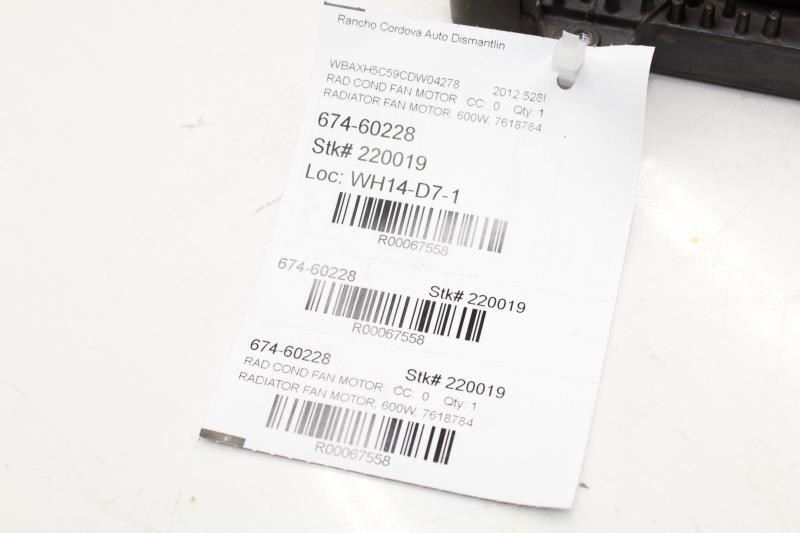 Rancho Cordova Auto Dismantlin
WBAXH5C59CDW04278 2012 528I
RAD COND FAN MOTOR CC: 0 Qty: 1
RADIATOR FAN MOTOR, 600W, 7618784
674-60228
Stk# 220019
Loc: WH14-D7-1
R00067558
674-60228 Stk# 220019
R00067558
674-60228 Stk# 220019
RAD COND FAN MOTOR CC: 0 Qty: 1
RADIATOR FAN MOTOR, 600W, 7618784
R00067558